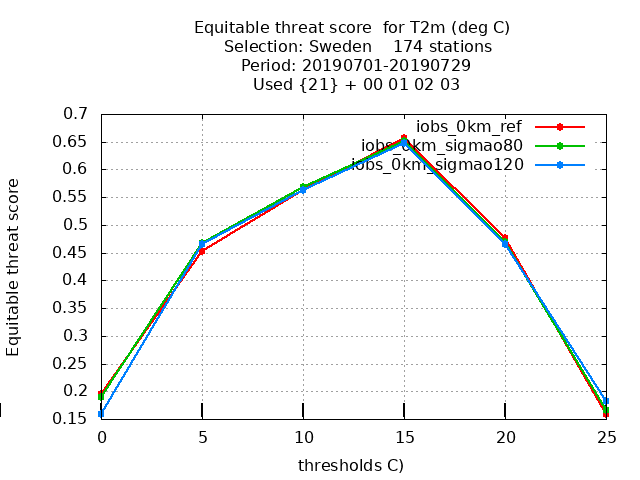 Equitable threat score  for T2m (deg C)
Selection: Sweden    174 stations
Period: 20190701-20190729
Used {21} + 00 01 02 03
0.7
0.65
0.6
0.55
0.5
0.45
0.4
0.35
0.3
0.25
0.2
0.15
Equitable threat score
iobs_0km_ref
iobs_0km_sigmao80
iobs_0km_sigmao120
0
5
10
15
20
25
thresholds C)